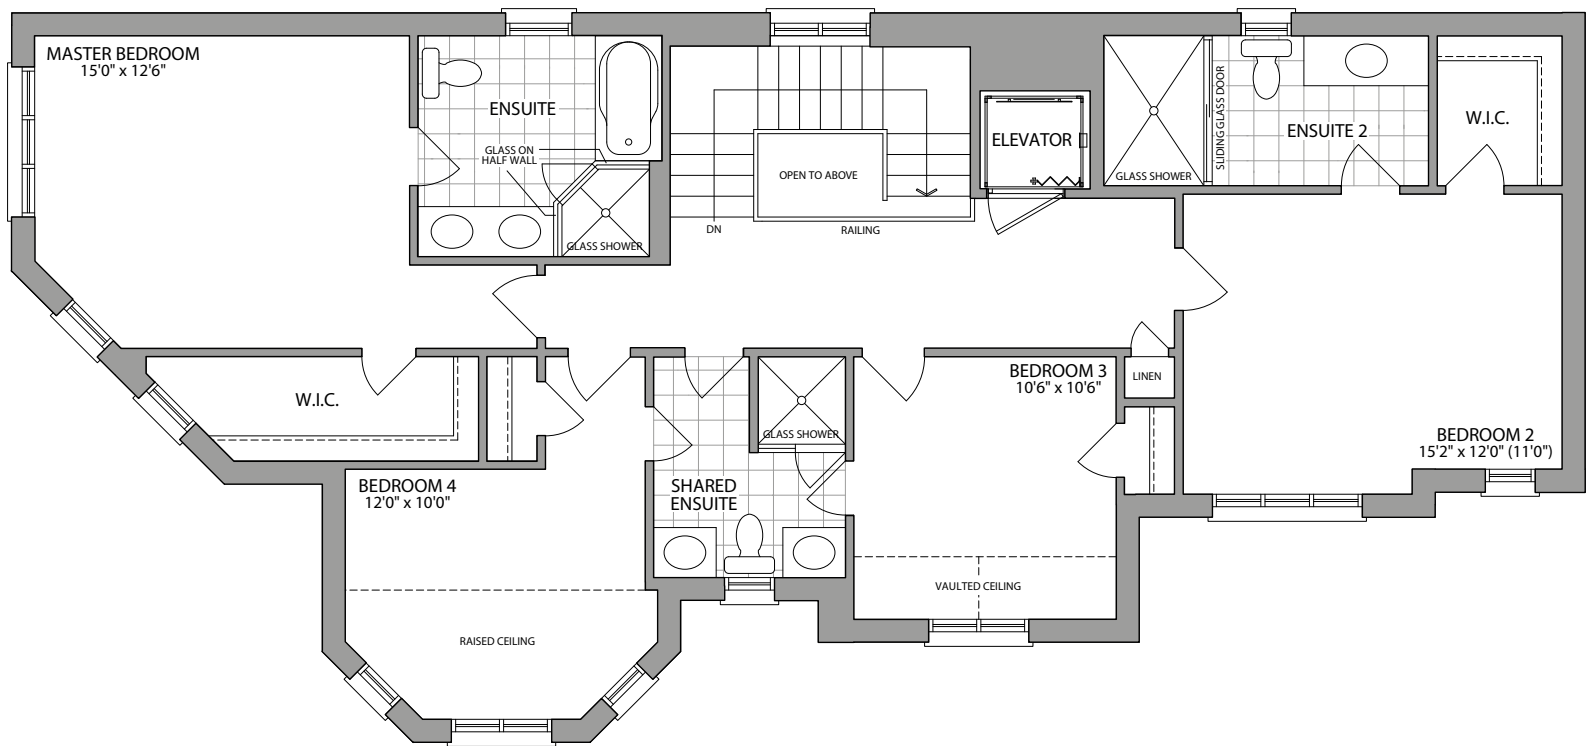 MASTER BEDROOM
15'0" x 12'6"
ENSUITE
GLASS ON
HALF WALL
GLASS SHOWER
OPEN TO ABOVE
DN
RAILING
ELEVATOR
SLIDING GLASS DOOR
GLASS SHOWER
ENSUITE 2
W.I.C.
W.I.C.
BEDROOM 4
12'0" x 10'0"
RAISED CEILING
SHARED
ENSUITE
GLASS SHOWER
BEDROOM 3
10'6" x 10'6"
VAULTED CEILING
LINEN
BEDROOM 2
15'2" x 12'0" (11'0")